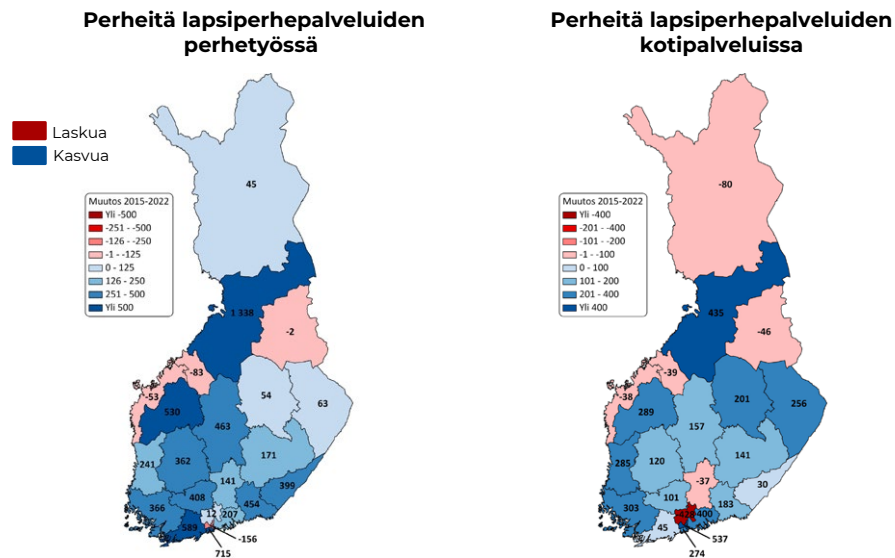 Perheitä lapsiperhepalveluiden
perhetyössä
Laskua
Kasvua
Muutos 2015-2022
Yli -500
-251 - -500
-126 - -250
-1 - -125
0 - 125
126 - 250
251 - 500
Yli 500
45
1 338
-2
-83
-53
530
54
63
463
241
362
171
141
399
408
366
12
207
454
589
-156
715
Perheitä lapsiperhepalveluiden
kotipalveluissa
Muutos 2015-2022
Yli -400
-201 - -400
-101 - -200
-1 - -100
0 - 100
101 - 200
201 - 400
Yli 400
-80
435
-46
-39
-38
289
201
256
157
285
120
141
-37
30
101
303
183
400
45
537
274